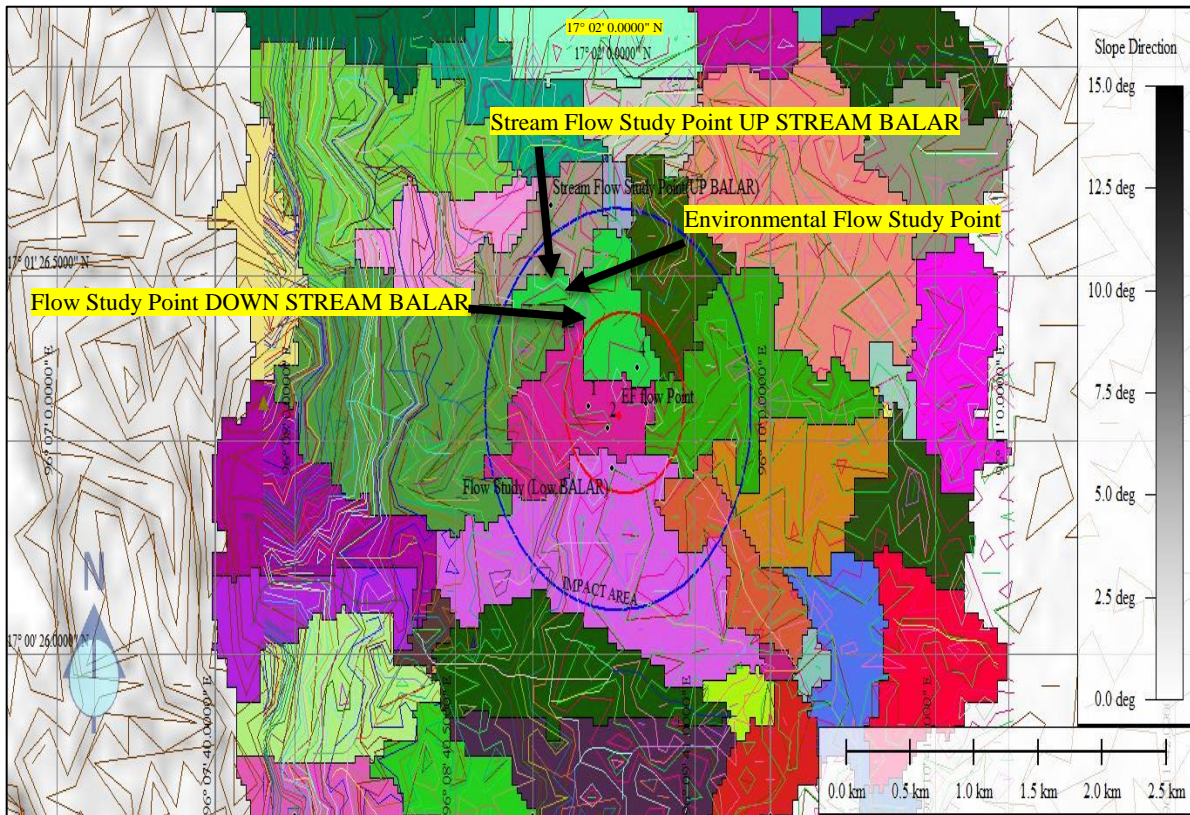 17° 02' 0.0000" N
17° 02' 0.0000" N
Slope Direction
15.0 deg
Stream Flow Study Point UP STREAM BALAR
12.5 deg
Stream Flow Study Point(UP BALAR)
Environmental Flow Study Point
17° 01' 26.5000" N
10.0 deg
Flow Study Point DOWN STREAM BALAR
4
7.5 deg
1
EF flow Point
2
96° 07' 0.0000" E
96° 10' 0.0000" E
Flow Study (Low BALAR)
5.0 deg
IMPACT AREA
2.5 deg
N
17° 00' 26.0000" N
0.0 deg
96° 07' 40.0000" E
96° 08' 40.5000" E
0.0 km 0.5 km 1.0 km 1.5 km 2.0 km 2.5 km